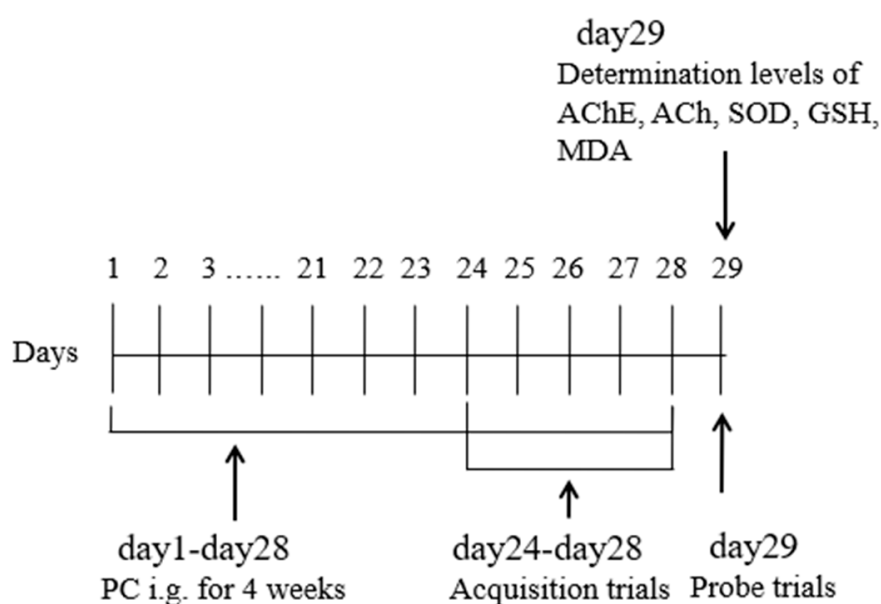 day29
Determination levels of
AChE, ACh, SOD, GSH,
MDA
1 2 3 ...... 21 22 23 24 25 26 27 28 29
Days
day1-day28
PC i.g. for 4 weeks
day24-day28
Acquisition trials
day29
Probe trials